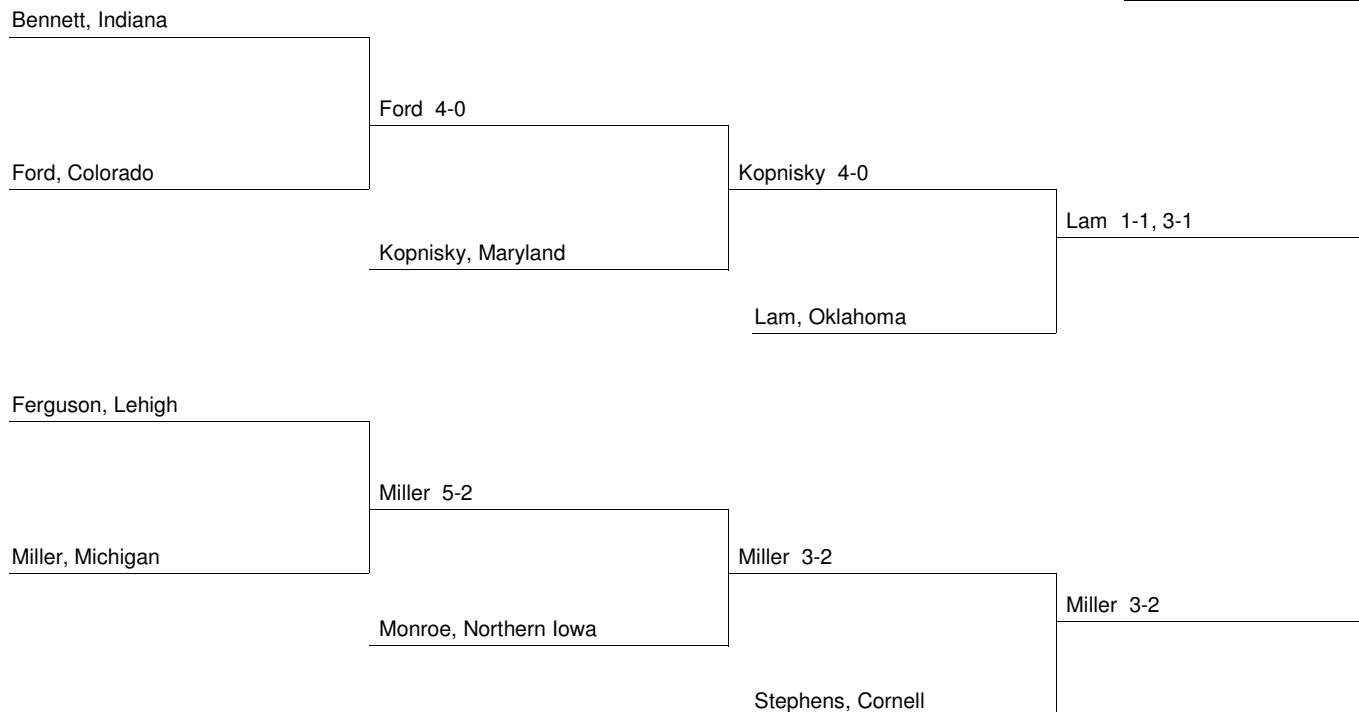 Bennett, Indiana
Ford 4-0
Ford, Colorado
Kopnisky 4-0
Lam 1-1, 3-1
Kopnisky, Maryland
Lam, Oklahoma
Ferguson, Lehigh
Miller 5-2
Miller, Michigan
Miller 3-2
Miller 3-2
Monroe, Northern Iowa
Stephens, Cornell